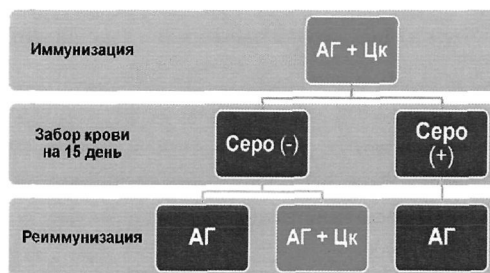 Иммунизация
АГ + Цк
Забор крови
на 15 день
Серо (-)
Серо
(+)
Реиммунизация
АГ
АГ + Цк
АГ